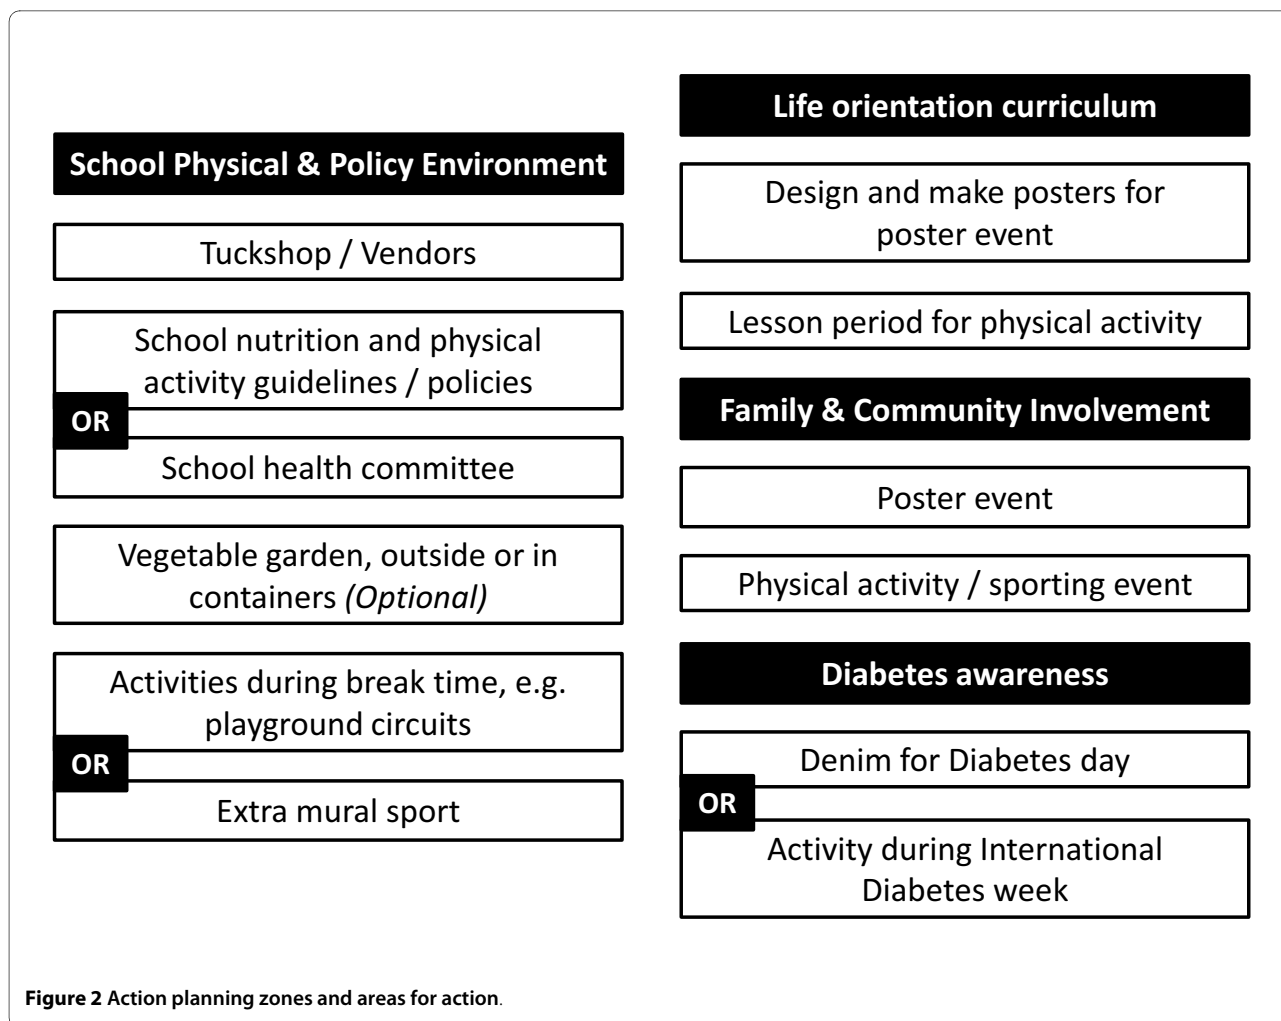 School Physical & Policy Environment
Tuckshop / Vendors
School nutrition and physical
activity guidelines / policies
OR
School health committee
Vegetable garden, outside or in
containers (Optional)
Activities during break time, e.g.
playground circuits
OR
Extra mural sport
Life orientation curriculum
Design and make posters for
poster event
Lesson period for physical activity
Family & Community Involvement
Poster event
Physical activity / sporting event
Diabetes awareness
Denim for Diabetes day
OR
Activity during International
Diabetes week
Figure 2 Action planning zones and areas for action.